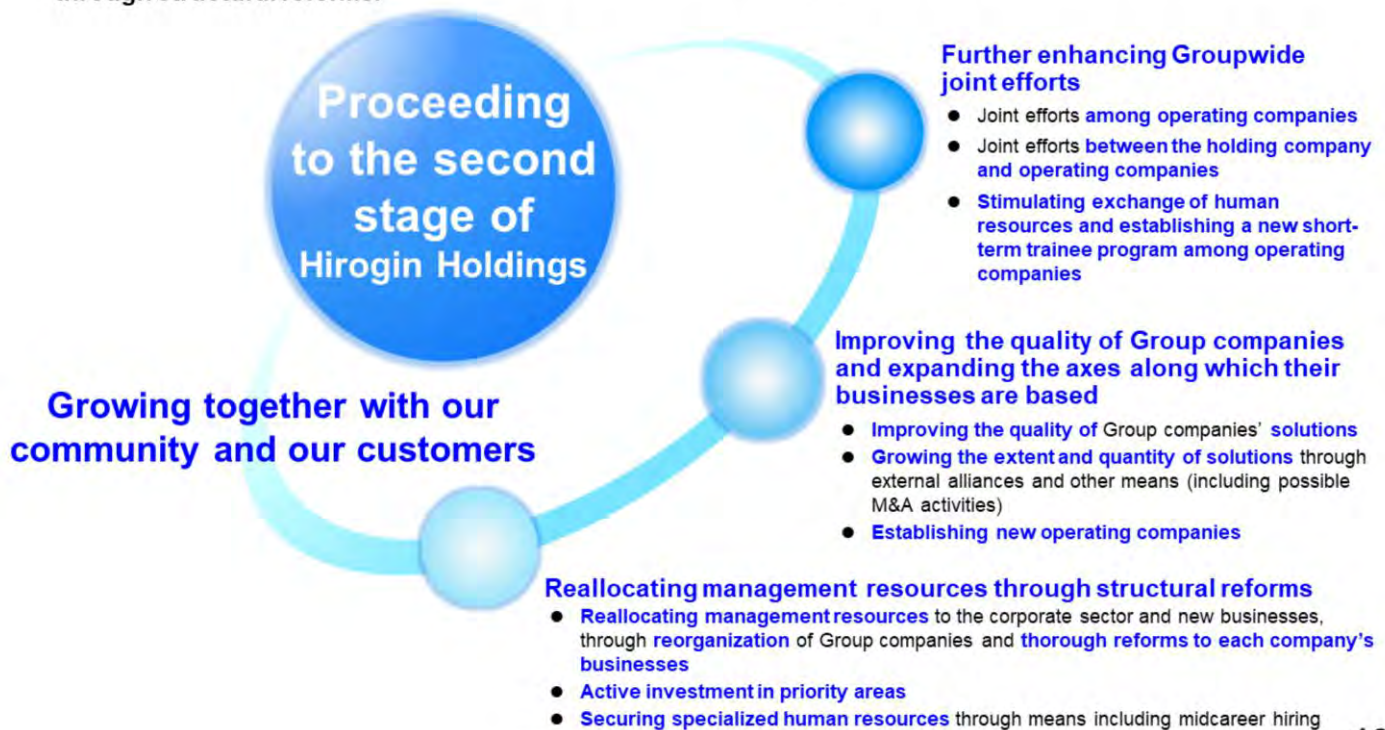 through structural reforms.
Proceeding
to the second
stage of
Hirogin Holdings
Growing together with our
community and our customers
Further enhancing Groupwide
joint efforts
● Joint efforts among operating companies
● Joint efforts between the holding company
and operating companies
● Stimulating exchange of human
resources and establishing a new short-
term trainee program among operating
companies
Improving the quality of Group companies
and expanding the axes along which their
businesses are based
● Improving the quality of Group companies’ solutions
● Growing the extent and quantity of solutions through
external alliances and other means (including possible
M&A activities)
● Establishing new operating companies
Reallocating management resources through structural reforms
● Reallocating management resources to the corporate sector and new businesses,
through reorganization of Group companies and thorough reforms to each company’s
businesses
● Active investment in priority areas
● Securing specialized human resources through means including midcareer hiring